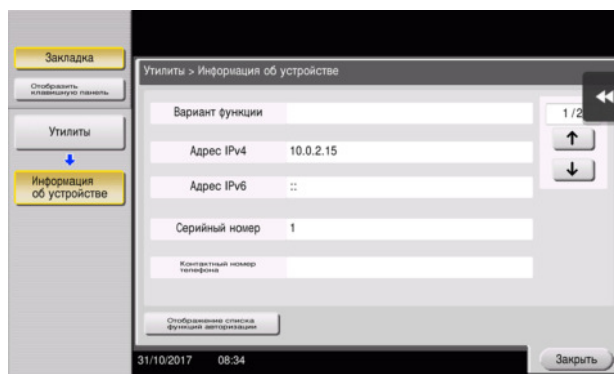 Закладка
Отобразить
клавишную панель
Утилиты
Информация
об устройстве
Утилиты > Информация об устройстве
Вариант функции
1/2
Адрес IPv4 10.0.2.15
Адрес IPv6 ::
Серийный номер 1
Контактный номер
телефона
Отображение списка
функций авторизации
31/10/2017 08:34
Закрыть